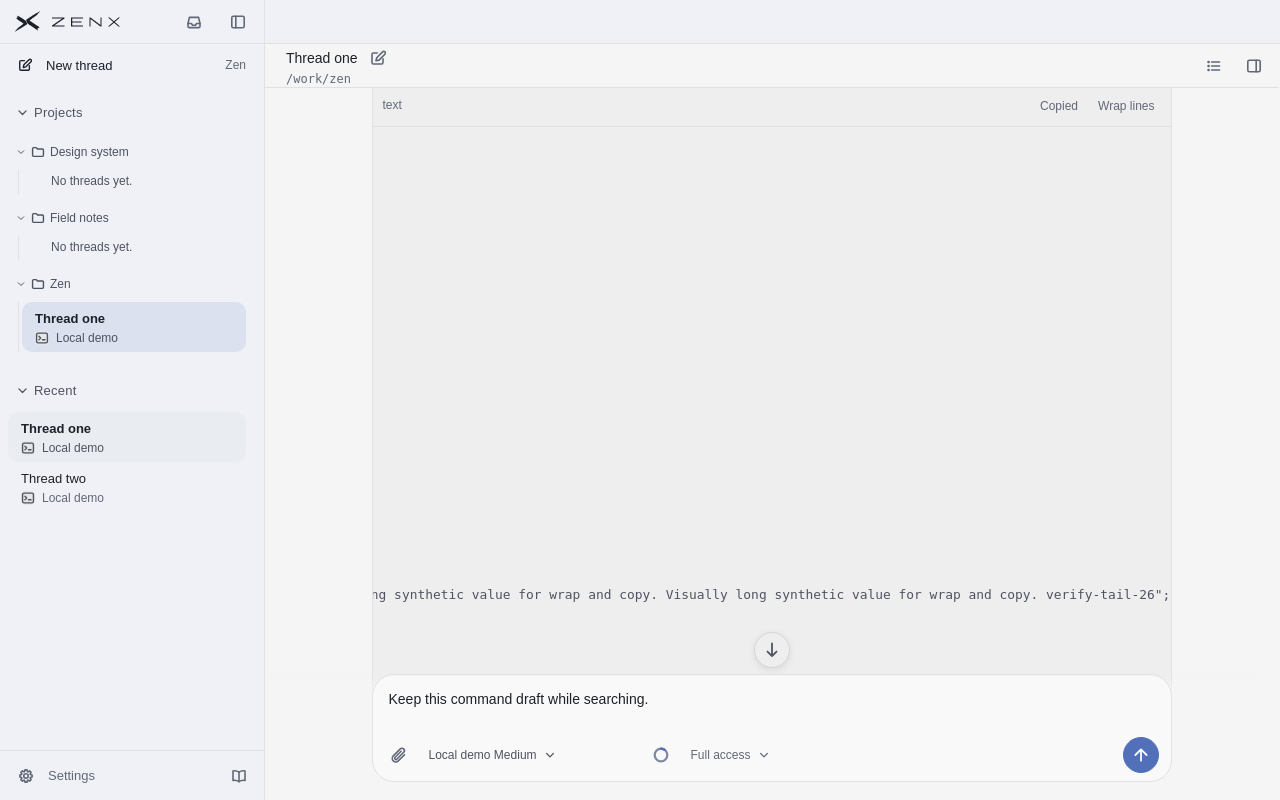 ZENX
New thread
Zen
Projects
Design system
No threads yet.
Field notes
No threads yet.
Zen
Thread one
Local demo
Recent
Thread one
Local demo
Thread two
Local demo
Settings
Thread one
/work/zen
text
Copied
Wrap lines
ng synthetic value for wrap and copy. Visually long synthetic value for wrap and copy. verify-tail-26";
Keep this command draft while searching.
Local demo Medium
Full access